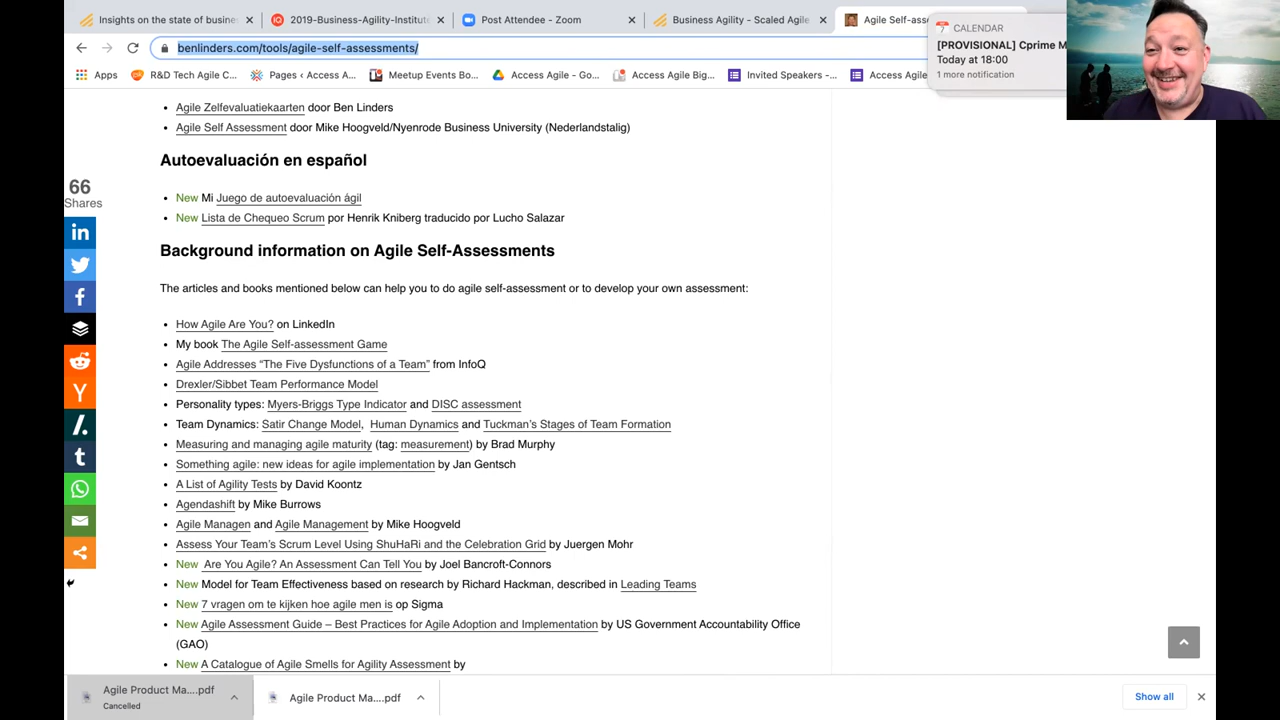 Insights on the state of busine
2019-Business-Agility-Institut
Post Attendee - Zoom
Business Agility - Scaled Agile
Agile Self-ass
benlinders.com/tools/agile-self-assessments/
CALENDAR
[PROVISIONAL] Cprime M
Today at 18:00
1 more notification
Apps
R&D Tech Agile C...
Pages ‹ Access A...
Meetup Events Bo...
Access Agile - Go...
Access Agile Big...
Invited Speakers -...
Access Agile
Agile Zelfevaluatiekaarten door Ben Linders
Agile Self Assessment door Mike Hoogveld/Nyenrode Business University (Nederlandstalig)
Autoevaluación en español
66
Shares
New Mi Juego de autoevaluación ágil
New Lista de Chequeo Scrum por Henrik Kniberg traducido por Lucho Salazar
Background information on Agile Self-Assessments
The articles and books mentioned below can help you to do agile self-assessment or to develop your own assessment:
How Agile Are You? on LinkedIn
My book The Agile Self-assessment Game
Agile Addresses “The Five Dysfunctions of a Team” from InfoQ
Drexler/Sibbet Team Performance Model
Personality types: Myers-Briggs Type Indicator and DISC assessment
Team Dynamics: Satir Change Model, Human Dynamics and Tuckman’s Stages of Team Formation
Measuring and managing agile maturity (tag: measurement) by Brad Murphy
Something agile: new ideas for agile implementation by Jan Gentsch
A List of Agility Tests by David Koontz
Agendashift by Mike Burrows
Agile Managen and Agile Management by Mike Hoogveld
Assess Your Team’s Scrum Level Using ShuHaRi and the Celebration Grid by Juergen Mohr
New Are You Agile? An Assessment Can Tell You by Joel Bancroft-Connors
New Model for Team Effectiveness based on research by Richard Hackman, described in Leading Teams
New 7 vragen om te kijken hoe agile men is op Sigma
New Agile Assessment Guide – Best Practices for Agile Adoption and Implementation by US Government Accountability Office
(GAO)
New A Catalogue of Agile Smells for Agility Assessment by
Agile Product Ma....pdf
Cancelled
Agile Product Ma....pdf
Show all